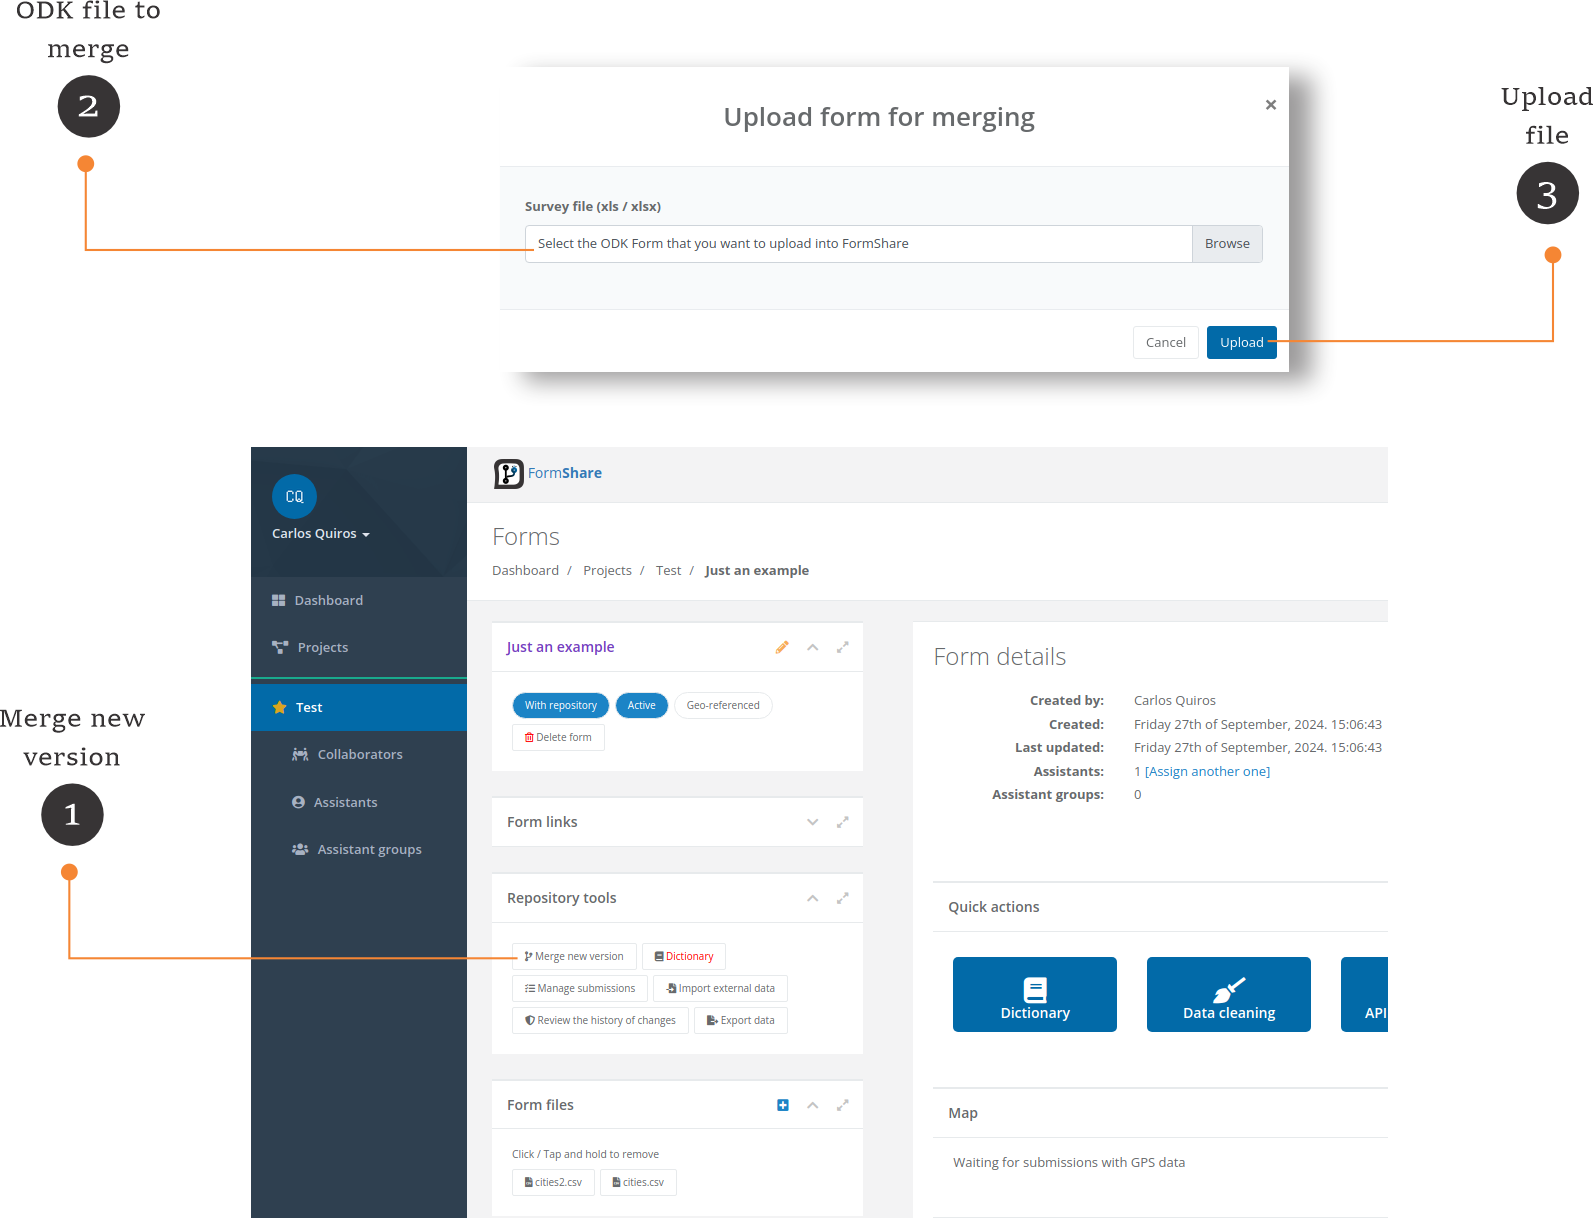 ODK file to
merge
2
Upload form for merging
×
Survey file (xls / xlsx)
Select the ODK Form that you want to upload into FormShare
Browse
Cancel
Upload
Upload
file
3
CQ
Carlos Quiros
Dashboard
Projects
Test
Collaborators
Assistants
Assistant groups
Merge new
version
1
FormShare
Forms
Dashboard / Projects / Test / Just an example
Just an example
With repository
Active
Geo-referenced
Delete form
Form links
Repository tools
Merge new version
Dictionary
Manage submissions
Import external data
Review the history of changes
Export data
Form files
Click / Tap and hold to remove
cities2.csv
cities.csv
Form details
Created by: Carlos Quiros
Created: Friday 27th of September, 2024. 15:06:43
Last updated: Friday 27th of September, 2024. 15:06:43
Assistants: 1 [Assign another one]
Assistant groups: 0
Quick actions
Dictionary
Data cleaning
API
Map
Waiting for submissions with GPS data